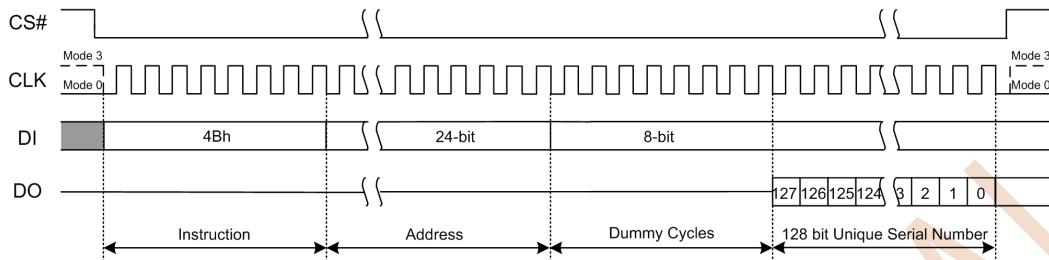 CS#
Mode 3
Mode 3
CLK
Mode 0
Mode 0
DI
4Bh
24-bit
8-bit
DO
127 126 125 124 3 2 1 0
Instruction
Address
Dummy Cycles
128 bit Unique Serial Number